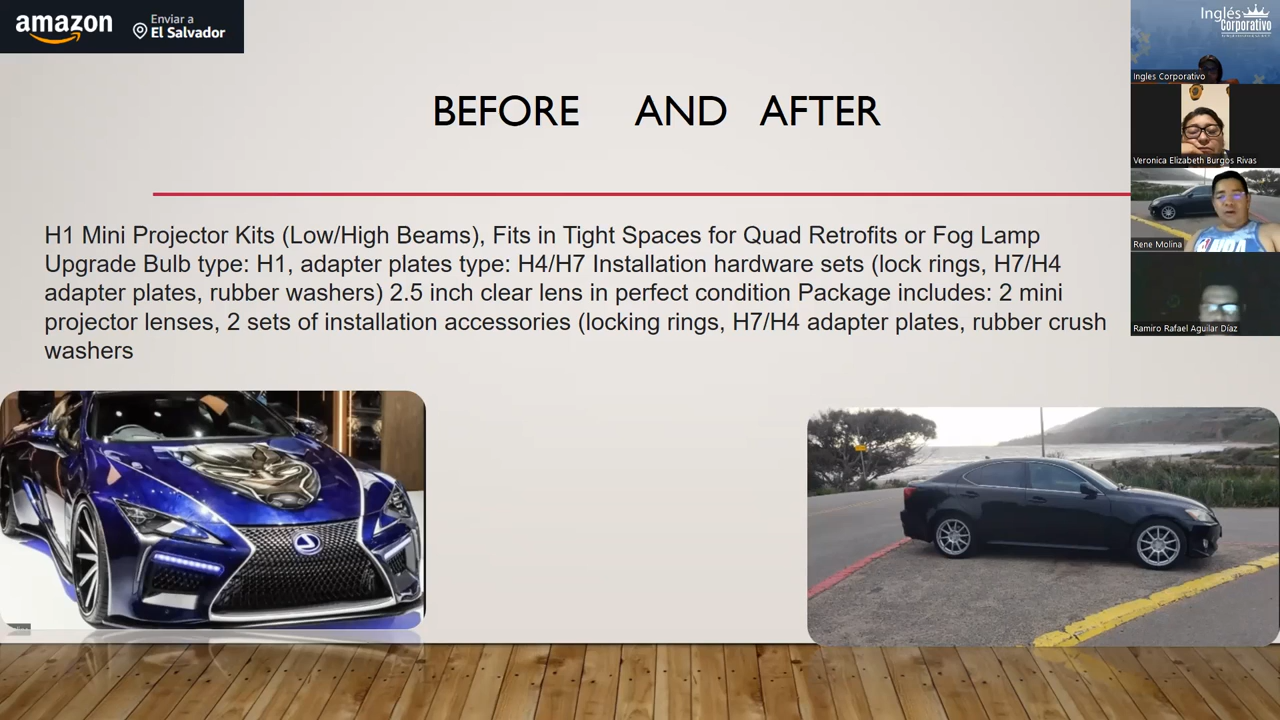 amazon
Enviar a
El Salvador
Inglés
Corporativo
Ingles Corporativo
BEFORE AND AFTER
Veronica Elizabeth Burgos Rivas
H1 Mini Projector Kits (Low/High Beams), Fits in Tight Spaces for Quad Retrofits or Fog Lamp
Upgrade Bulb type: H1, adapter plates type: H4/H7 Installation hardware sets (lock rings, H7/H4
adapter plates, rubber washers) 2.5 inch clear lens in perfect condition Package includes: 2 mini
projector lenses, 2 sets of installation accessories (locking rings, H7/H4 adapter plates, rubber crush
washers
NBA
Rene Molina
Ramiro Rafael Aguilar Díaz